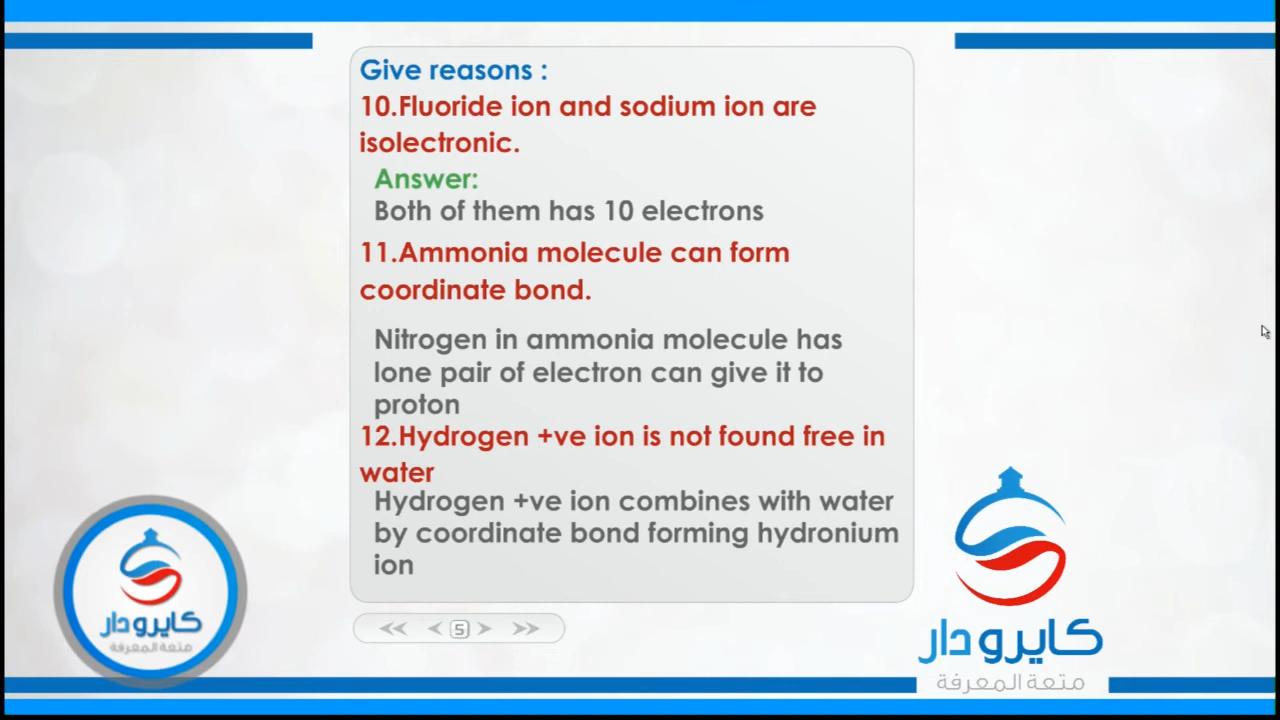 Give reasons :
10.Fluoride ion and sodium ion are
isolectronic.
Answer:
Both of them has 10 electrons
11.Ammonia molecule can form
coordinate bond.
Nitrogen in ammonia molecule has
lone pair of electron can give it to
proton
12.Hydrogen +ve ion is not found free in
water
Hydrogen +ve ion combines with water
by coordinate bond forming hydronium
ion
5
كايرو دار
متعة المعرفة
كايرو دار
متعة المعرفة